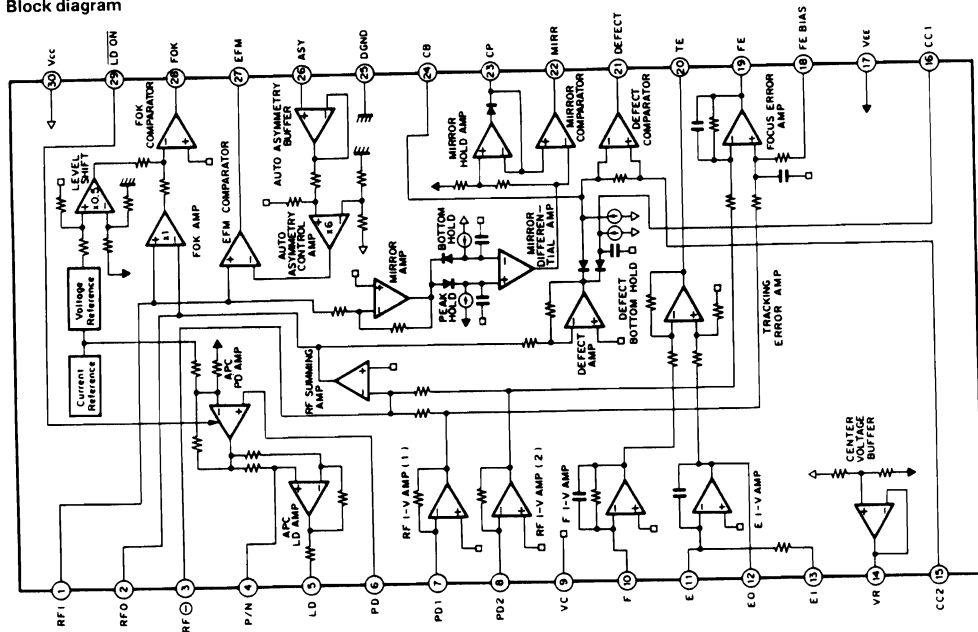 Block diagram
30 Vcc
29 LD ON
28 FOK
27 EFM
26 ASY
25 DGND
24 CB
23 CP
22 MIRR
21 DEFECT
20 TE
19 FE
18 FE BIAS
17 VEE
16 CC1
FOK
COMPARATOR
LEVEL
SHIFT
×0.5
×1
FOK AMP
EFM COMPARATOR
AUTO ASYMMETRY
BUFFER
AUTO
ASYMMETRY
CONTROL
AMP
×6
MIRROR HOLD AMP
MIRROR
COMPARATOR
DEFECT
COMPARATOR
FOCUS ERROR
AMP
Voltage
Reference
Current
Reference
MIRROR
AMP
BOTTOM
HOLD
PEAK
HOLD
MIRROR
DIFFEREN-
TIAL AMP
DEFECT
AMP
DEFECT
BOTTOM HOLD
TRACKING
ERROR AMP
APC
PD AMP
RF SUMMING
AMP
APC
LD AMP
RF I-V AMP (1)
RF I-V AMP (2)
F I-V AMP
E I-V AMP
CENTER
VOLTAGE
BUFFER
1 RFI
2 RFO
3 RF⊖
4 P/N
5 LD
6 PD
7 PD1
8 PD2
9 VC
10 F
11 E
12 EO
13 EI
14 VR
15 CC2